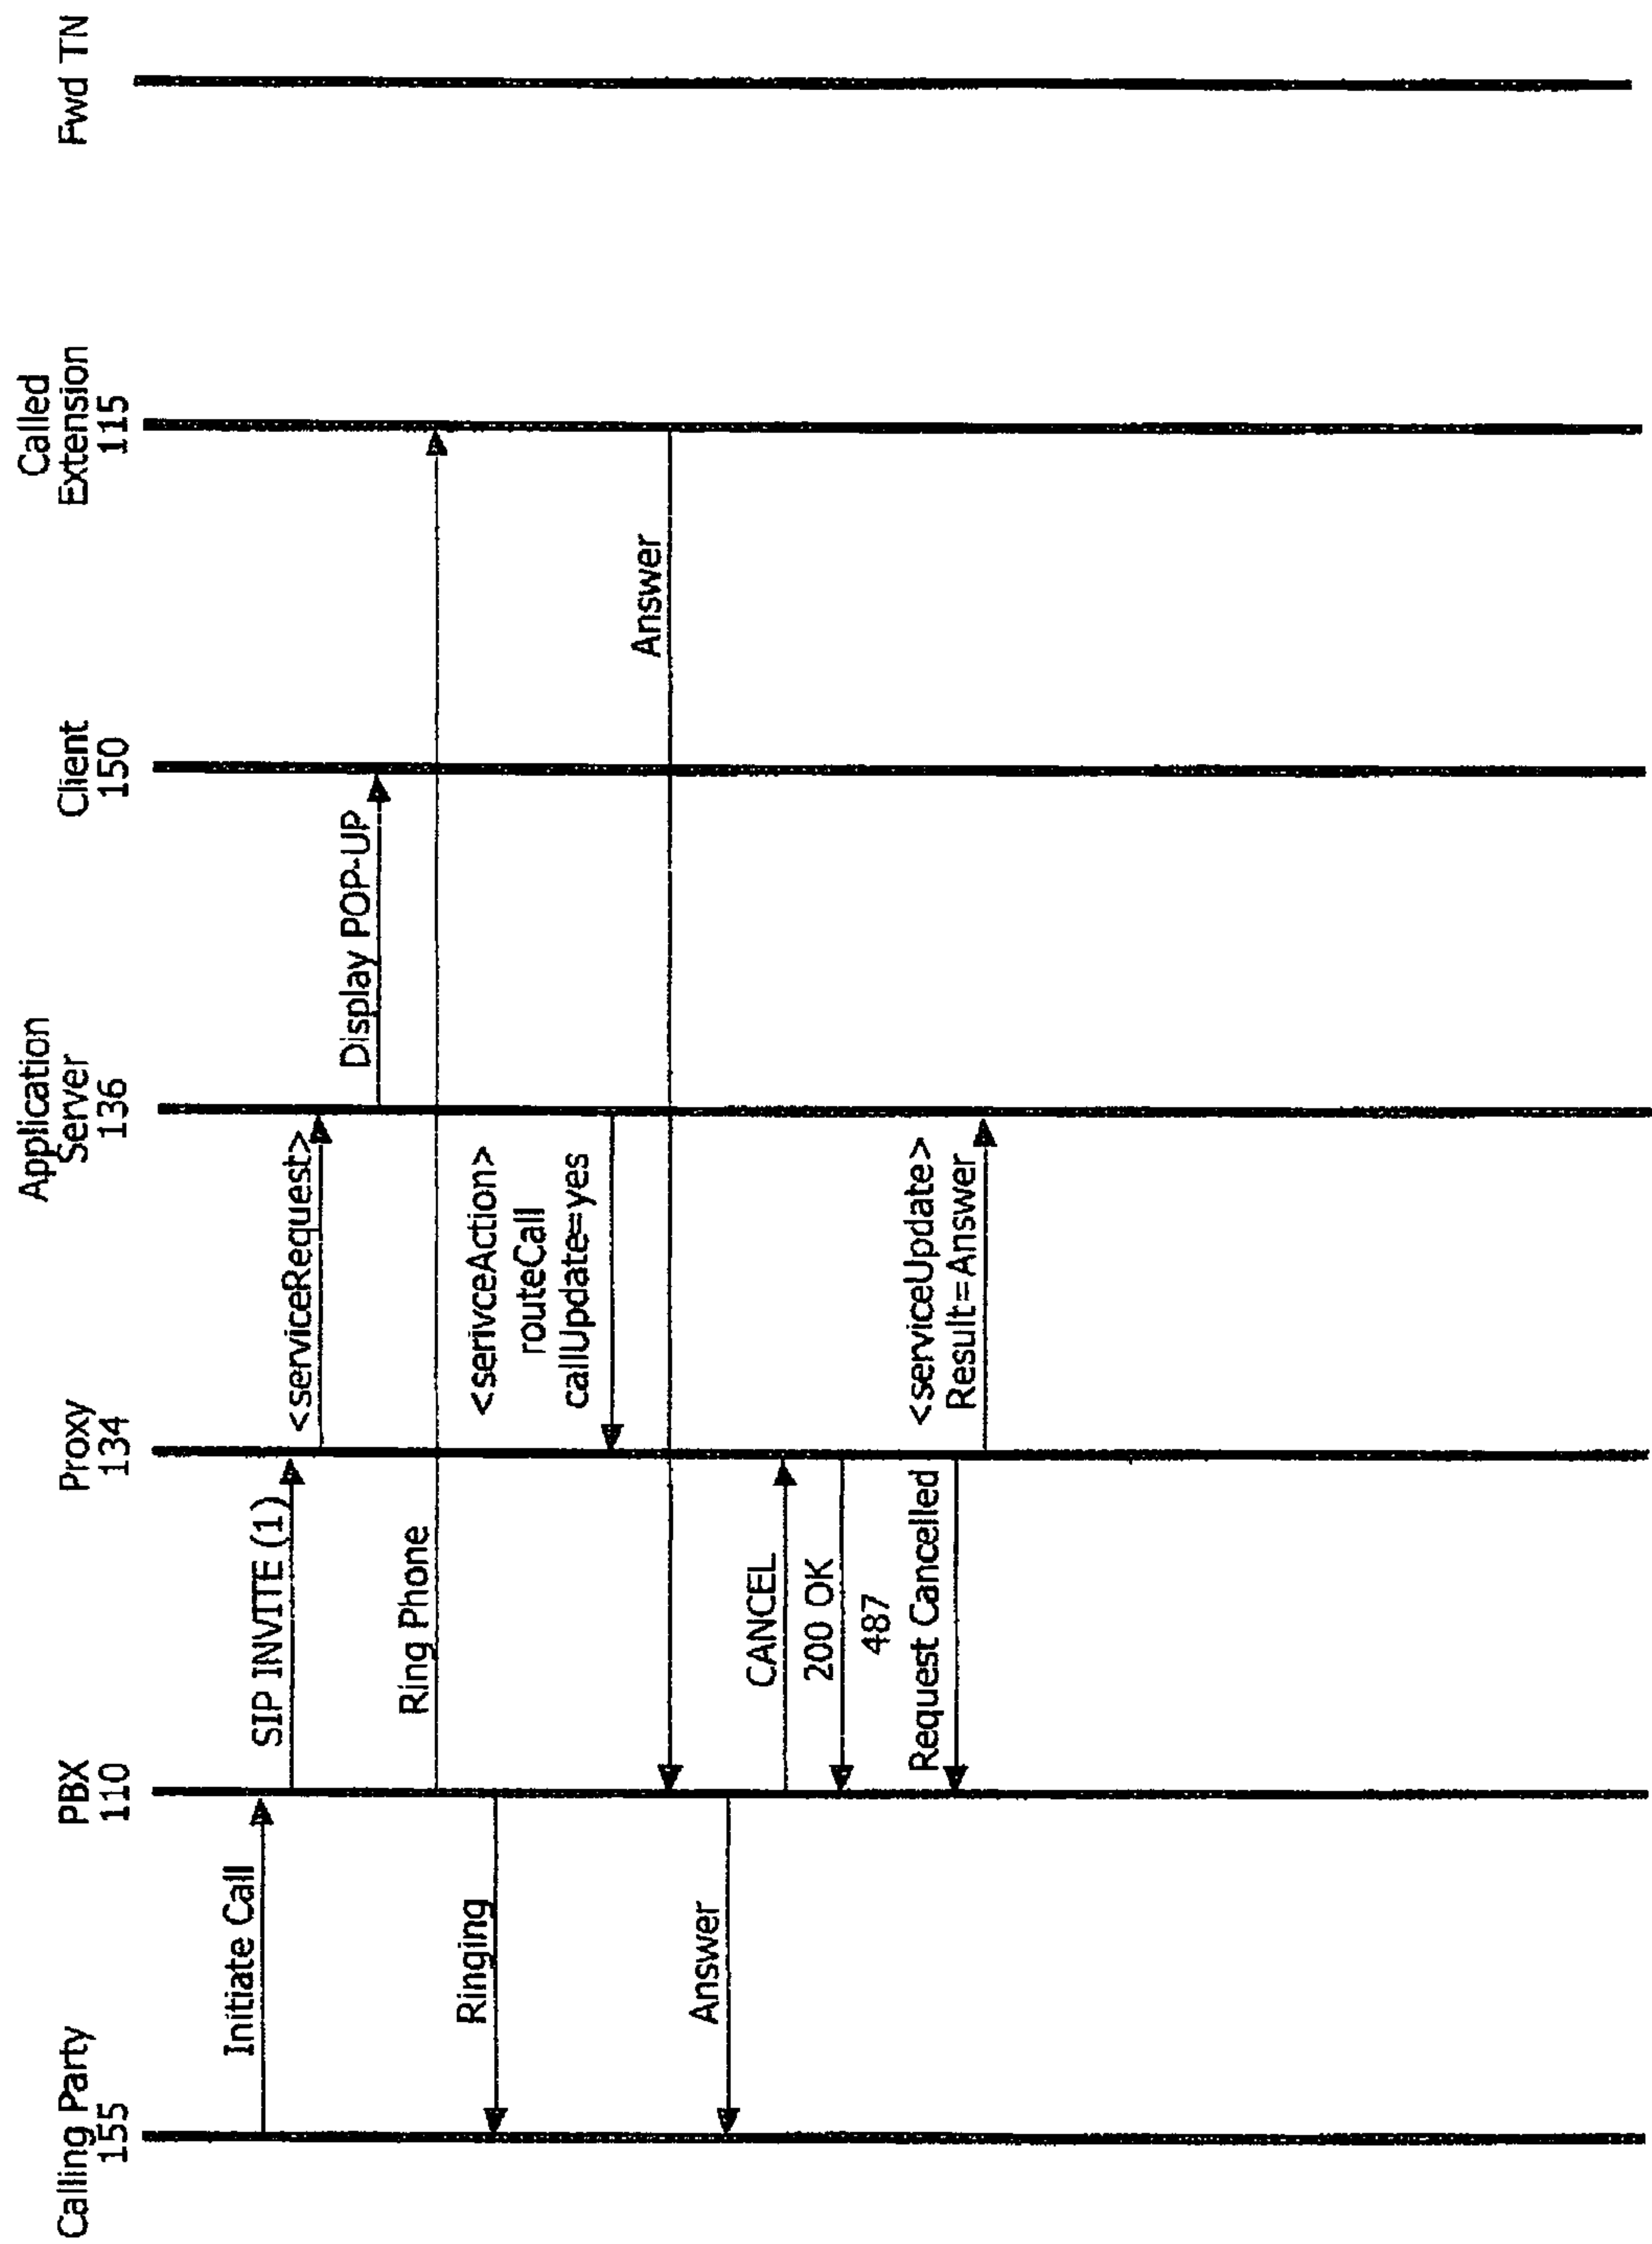 Calling Party
155
PBX
110
Proxy
134
Application
Server
136
Client
150
Called
Extension
115
Fwd TN
Initiate Call
SIP INVITE (1)
<serviceRequest>
Display POP-UP
Ring Phone
Ringing
<serivceAction>
routeCall
callUpdate=yes
Answer
Answer
CANCEL
200 OK
487
Request Cancelled
<serviceUpdate>
Result=Answer